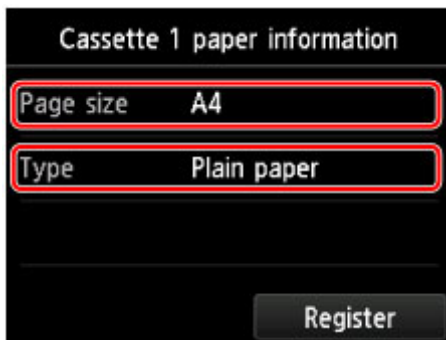 Cassette 1 paper information
Page size A4
Type Plain paper
Register